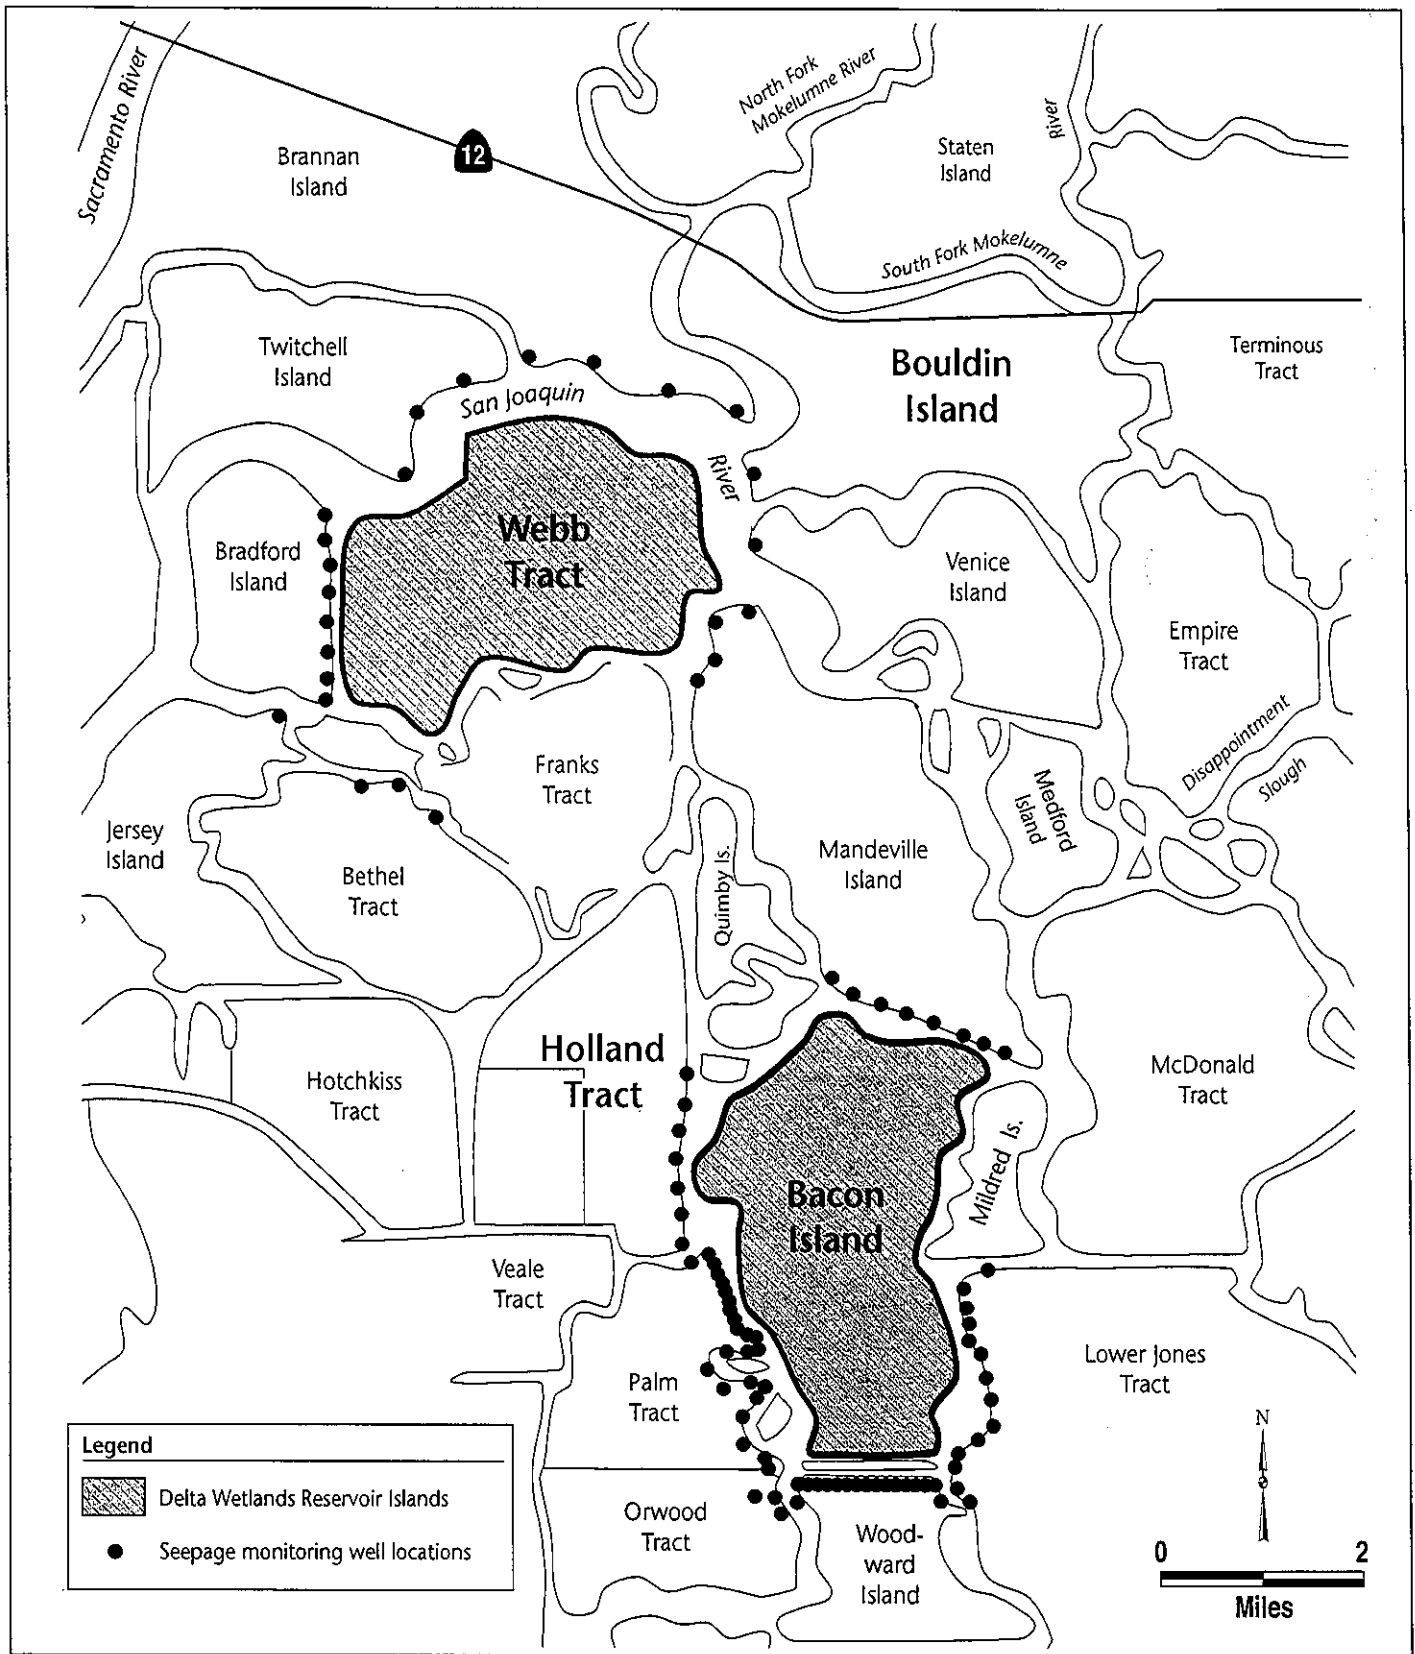 Sacramento River
12
Brannan
Island
North Fork
Mokelumne River
Staten
Island
River
South Fork Mokelumne
Twitchell
Island
San Joaquin
River
Bouldin
Island
Terminous
Tract
Webb
Tract
Bradford
Island
Venice
Island
Empire
Tract
Disappointment
Slough
Franks
Tract
Medford
Island
Jersey
Island
Bethel
Tract
Quimby Is.
Mandeville
Island
Holland
Tract
Hotchkiss
Tract
McDonald
Tract
Mildred Is.
Bacon
Island
Veale
Tract
Palm
Tract
Lower Jones
Tract
Orwood
Tract
Wood-
ward
Island
Legend
Delta Wetlands Reservoir Islands
Seepage monitoring well locations
N
0 2
Miles